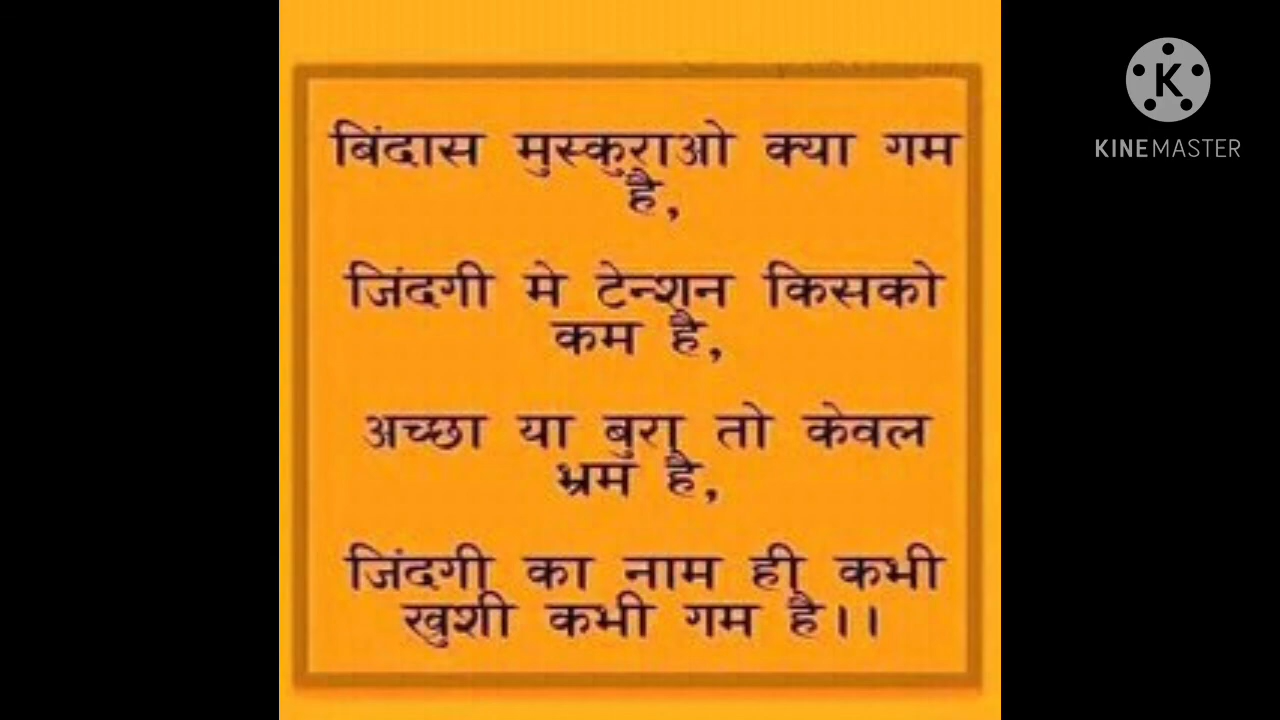 बिंदास मुस्कुराओ क्या गम
है,
जिंदगी मे टेन्शन किसको
कम है,
अच्छा या बुरा तो केवल
भ्रम है,
जिंदगी का नाम ही कभी
खुशी कभी गम है।।
K
KINEMASTER